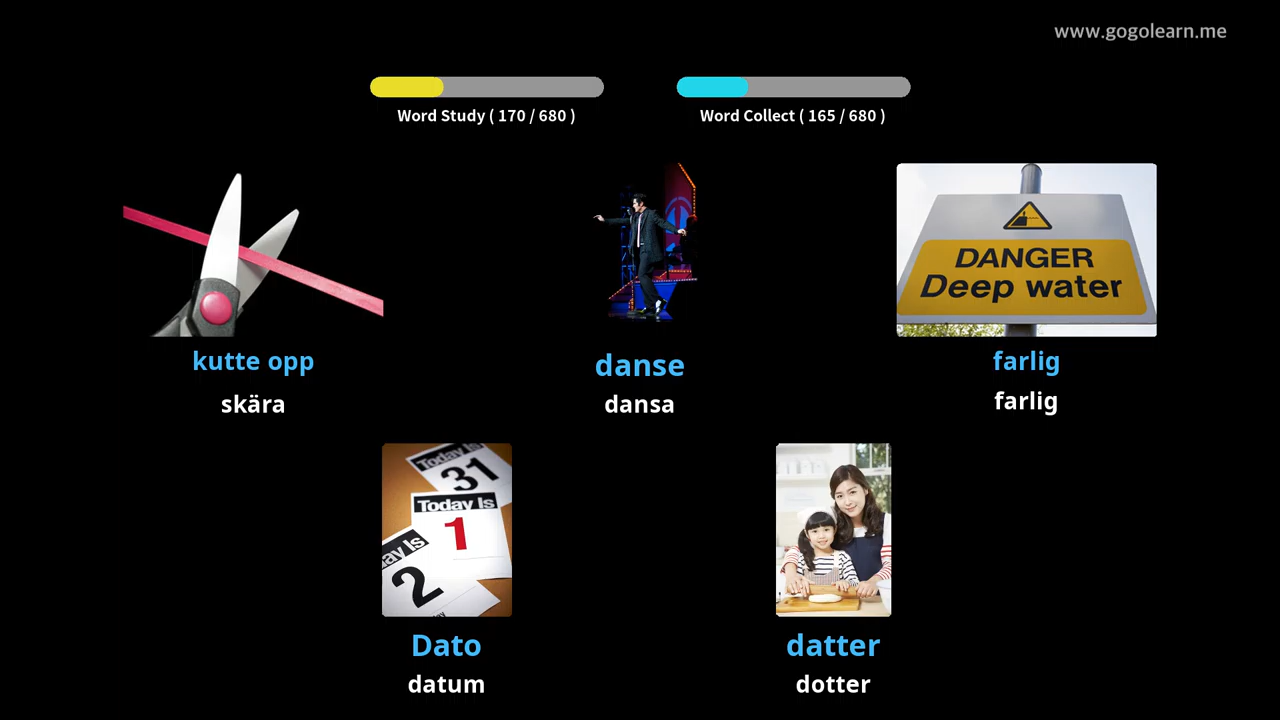 www.gogolearn.me
Word Study ( 170 / 680 )
Word Collect ( 165 / 680 )
DANGER
Deep water
kutte opp
skära
danse
dansa
farlig
farlig
Today Is
31
Today Is
1
ay Is
2
Dato
datum
datter
dotter